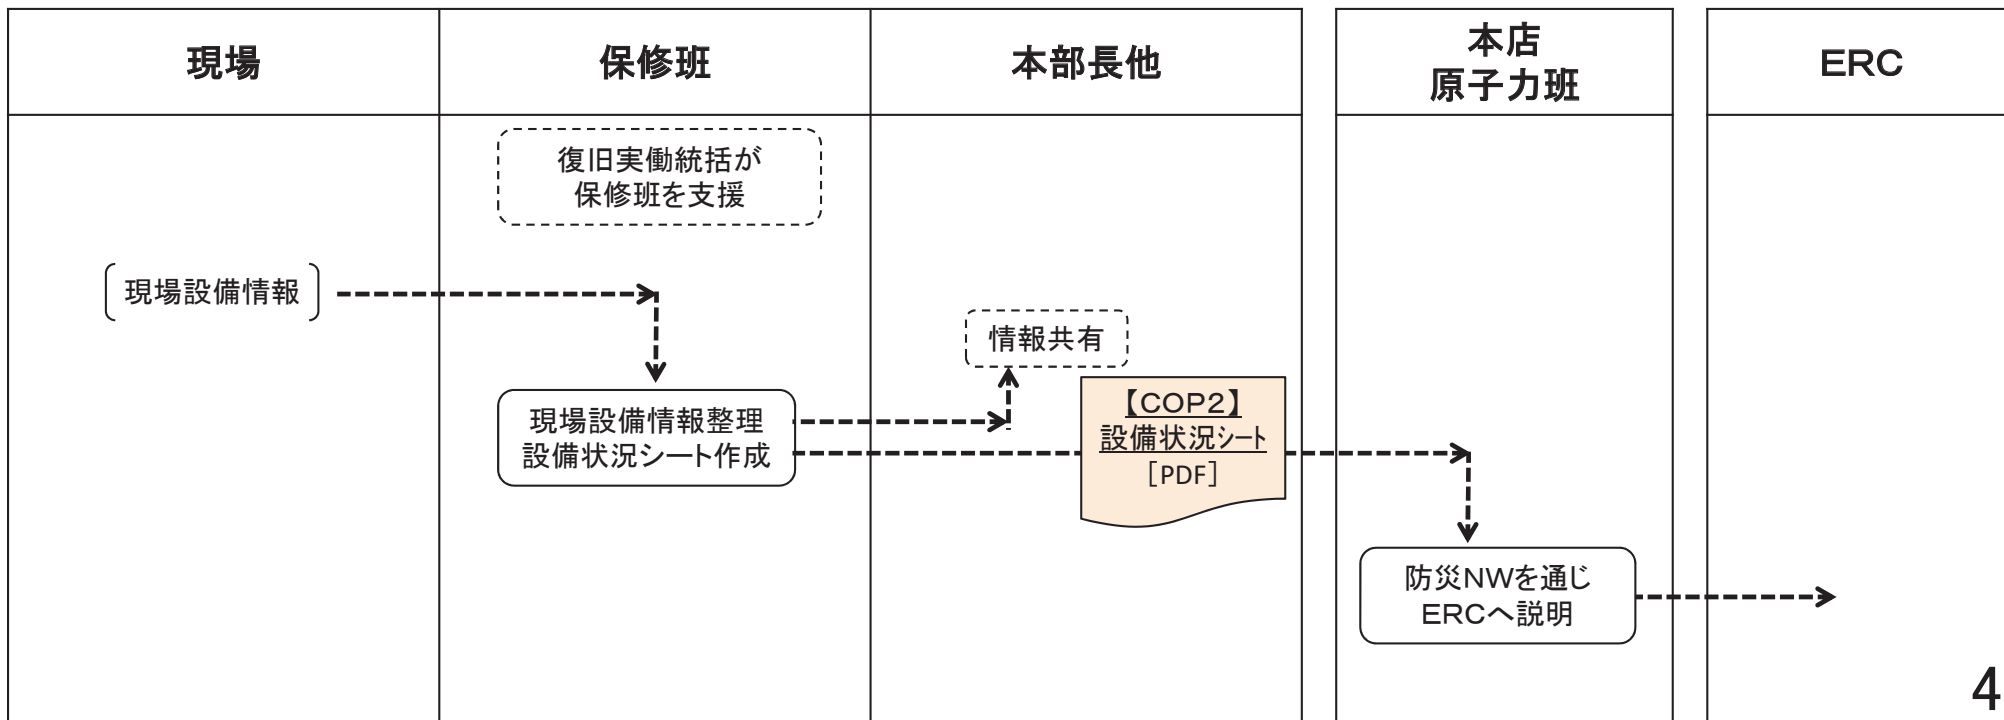 現場
保修班
本部長他
本店
原子力班
ERC
復旧実働統括が
保修班を支援
現場設備情報
情報共有
現場設備情報整理
設備状況シート作成
【COP2】
設備状況シート
[PDF]
防災NWを通じ
ERCへ説明
4